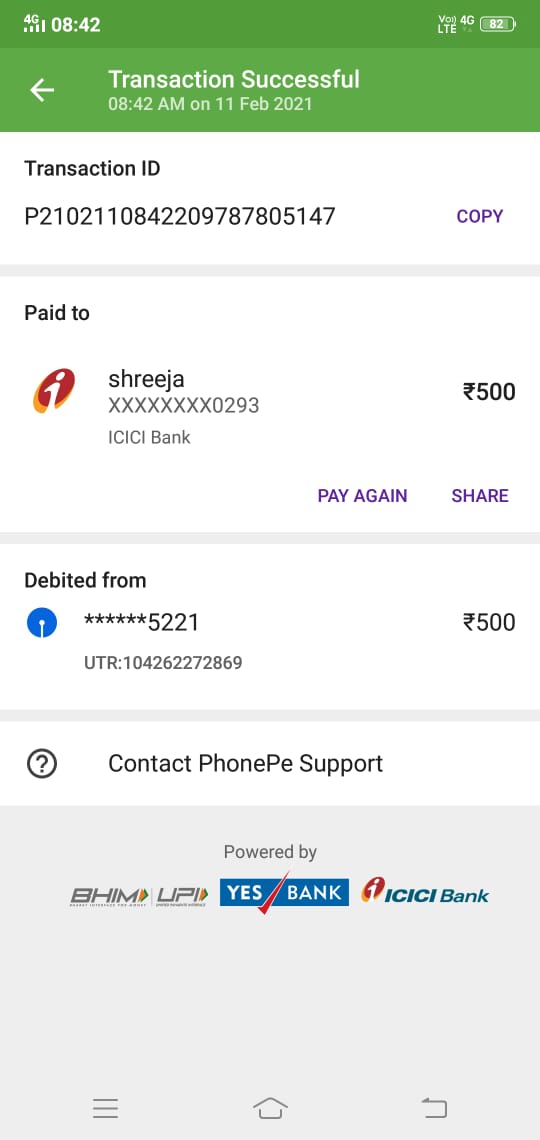 4G 08:42 Vo)) 4G LTE 82
Transaction Successful
08:42 AM on 11 Feb 2021
Transaction ID
P2102110842209787805147 COPY
Paid to
shreeja
XXXXXXXX0293 ₹500
ICICI Bank
PAY AGAIN SHARE
Debited from
******5221 ₹500
UTR:104262272869
Contact PhonePe Support
Powered by
BHIM UPI YES BANK ICICI Bank